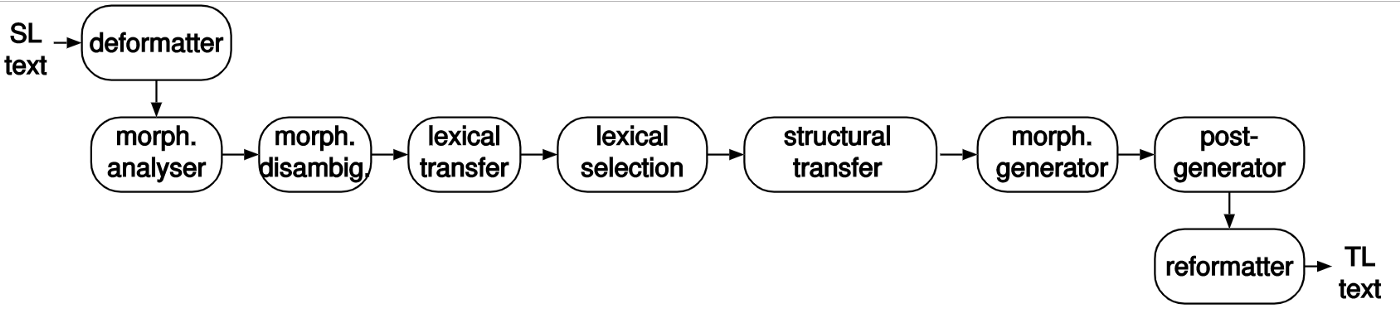 SL
text
deformatter
morph.
analyser
morph.
disambig.
lexical
transfer
lexical
selection
structural
transfer
morph.
generator
post-
generator
reformatter
TL
text